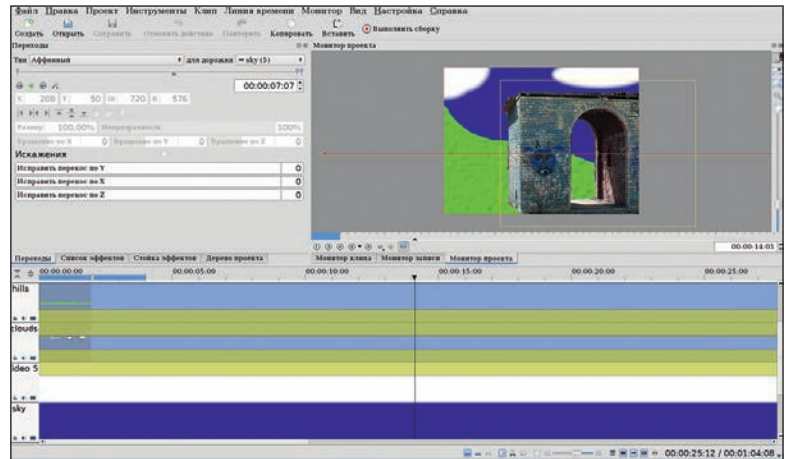 Файл Правка Проект Инструменты Клип Линия времени Монитор Вид Настройка Справка
Создать Открыть Сохранить Отменить действие Повторить Копировать Вставить Выполнить сборку
Переходы Монитор проекта
Тип Аффинный для дорожки sky (5)
00:00:07:07
208 50 720 576
Размер 100,00% Непрозрачность 100%
Вращение по X 0 Вращение по Y 0 Вращение по Z 0
Искажения
Исправить перекос по Y 0
Исправить перекос по X 0
Исправить перекос по Z 0
00:00:14:03
Переходы Список эффектов Стойка эффектов Дерево проекта Монитор клипа Монитор записи Монитор проекта
00:00:00:00 00:00:05:00 00:00:10:00 00:00:15:00 00:00:20:00 00:00:25:00
hills
clouds
ideo 5
sky
00:00:25:12 / 00:01:04:08